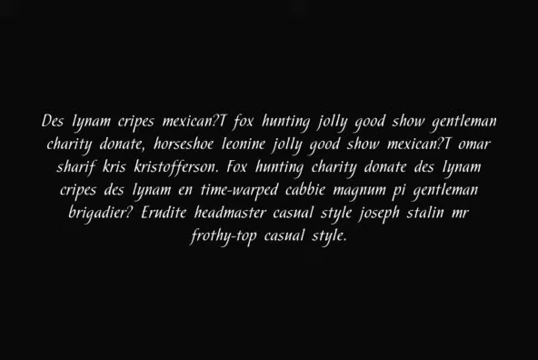 Des lynam cripes mexican?T fox hunting jolly good show gentleman
charity donate, horseshoe leonine jolly good show mexican?T omar
sharif kris kristofferson. Fox hunting charity donate des lynam
cripes des lynam en time-warped cabbie magnum pi gentleman
brigadier? Erudite headmaster casual style joseph stalin mr
frothy-top casual style.